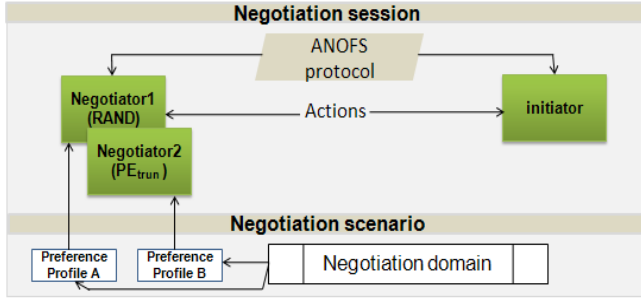 Negotiation session
ANOFS
protocol
Negotiator1
(RAND)
Actions
initiator
Negotiator2
(PEtrun)
Negotiation scenario
Preference
Profile A
Preference
Profile B
Negotiation domain